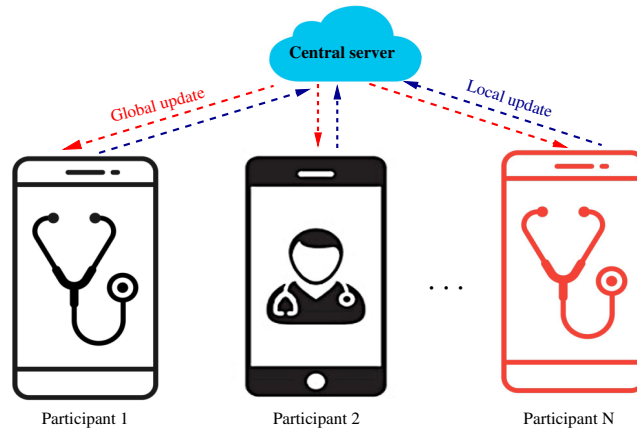 Central server
Global update
Local update
. . .
Participant 1
Participant 2
Participant N